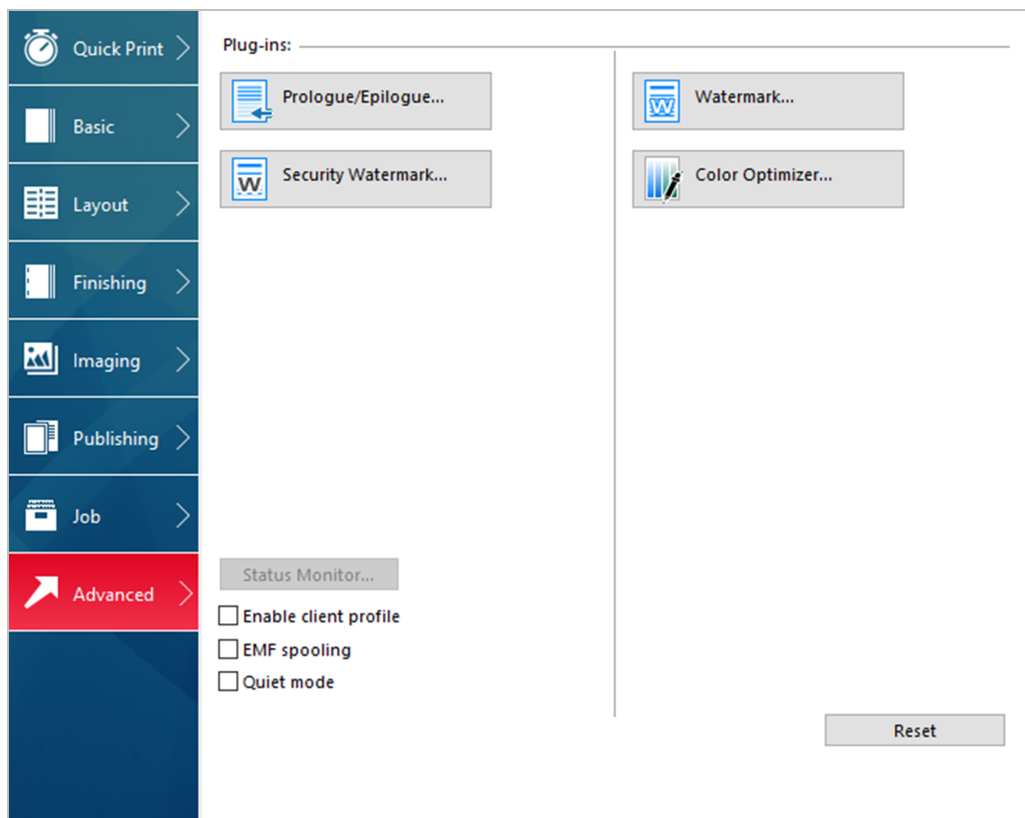 Quick Print
Basic
Layout
Finishing
Imaging
Publishing
Job
Advanced
Plug-ins:
Prologue/Epilogue...
Security Watermark...
Watermark...
Color Optimizer...
Status Monitor...
Enable client profile
EMF spooling
Quiet mode
Reset